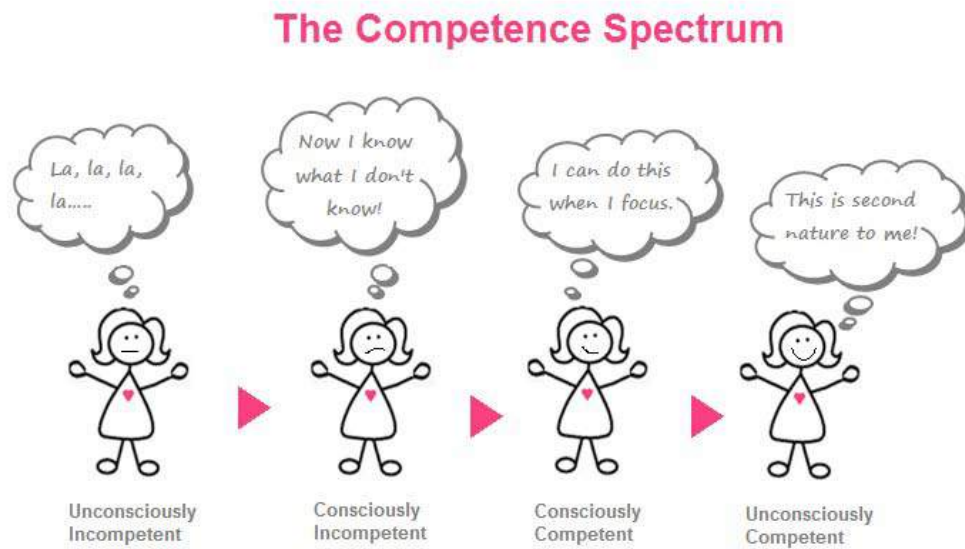 The Competence Spectrum
La, la, la,
la.....
Now I know
what I don't
know!
I can do this
when I focus.
This is second
nature to me!
Unconsciously
Incompetent
Consciously
Incompetent
Consciously
Competent
Unconsciously
Competent